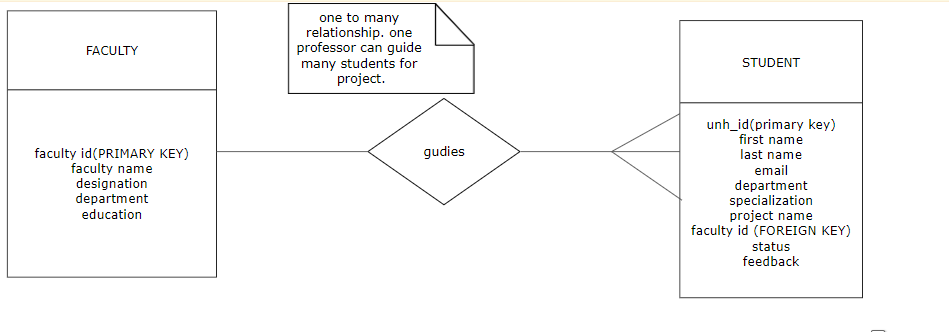 FACULTY
faculty id(PRIMARY KEY)
faculty name
designation
department
education
one to many
relationship. one
professor can guide
many students for
project.
gudies
STUDENT
unh_id(primary key)
first name
last name
email
department
specialization
project name
faculty id (FOREIGN KEY)
status
feedback